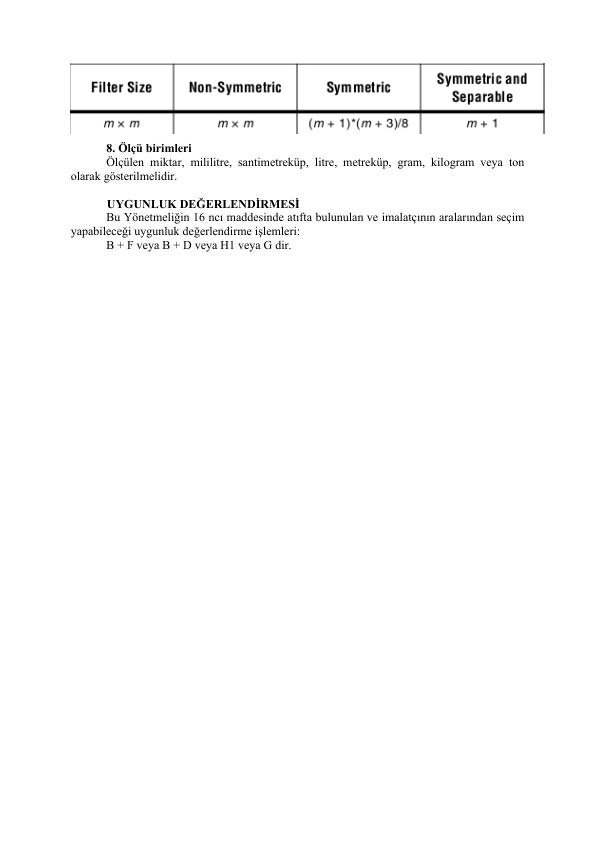 Filter Size Non-Symmetric Symmetric Symmetric and Separable
m × m m × m (m + 1)*(m + 3)/8 m + 1
8. Ölçü birimleri
Ölçülen miktar, mililitre, santimetreküp, litre, metreküp, gram, kilogram veya ton
olarak gösterilmelidir.
UYGUNLUK DEĞERLENDİRMESİ
Bu Yönetmeliğin 16 ncı maddesinde atıfta bulunulan ve imalatçının aralarından seçim
yapabileceği uygunluk değerlendirme işlemleri:
B + F veya B + D veya H1 veya G dir.